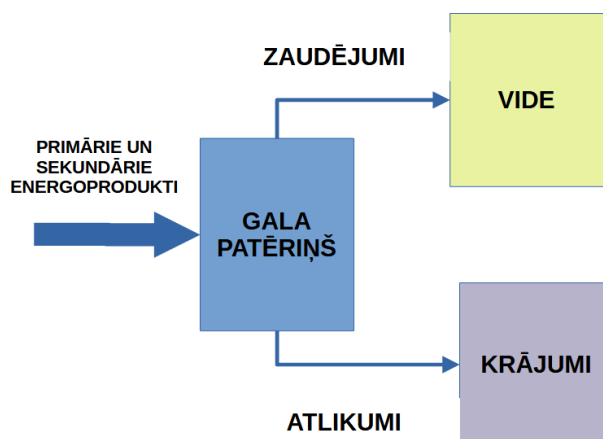 ZAUDĒJUMI
VIDE
PRIMĀRIE UN
SEKUNDĀRIE
ENERGOPRODUKTI
GALA
PATĒRIŅŠ
KRĀJUMI
ATLIKUMI